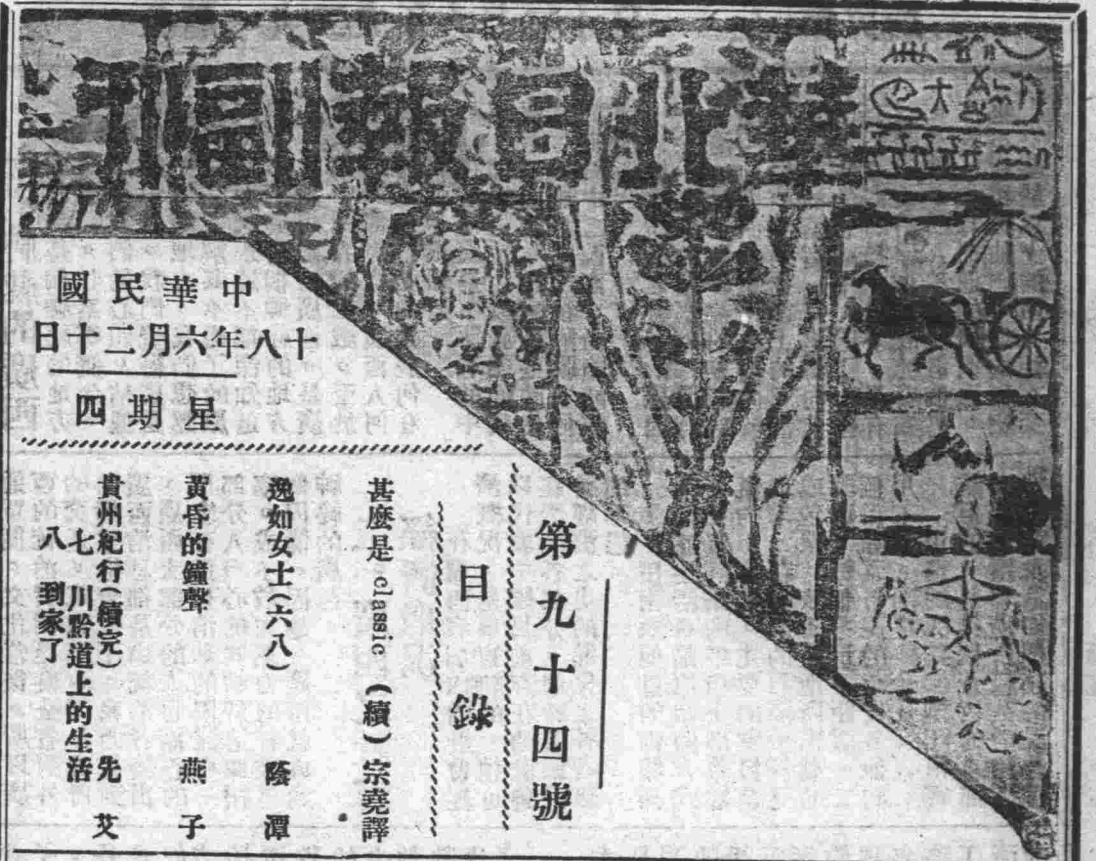 華北日報副刊
中華民國
十八年六月二十日
星期四
第九十四號
目錄
甚麼是 classic （續）宗堯譯
逸如女士（六八） 蔭潭
黃昏的鐘聲 燕子
貴州紀行（續完） 先艾
七 川黔道上的生活
八 到家了